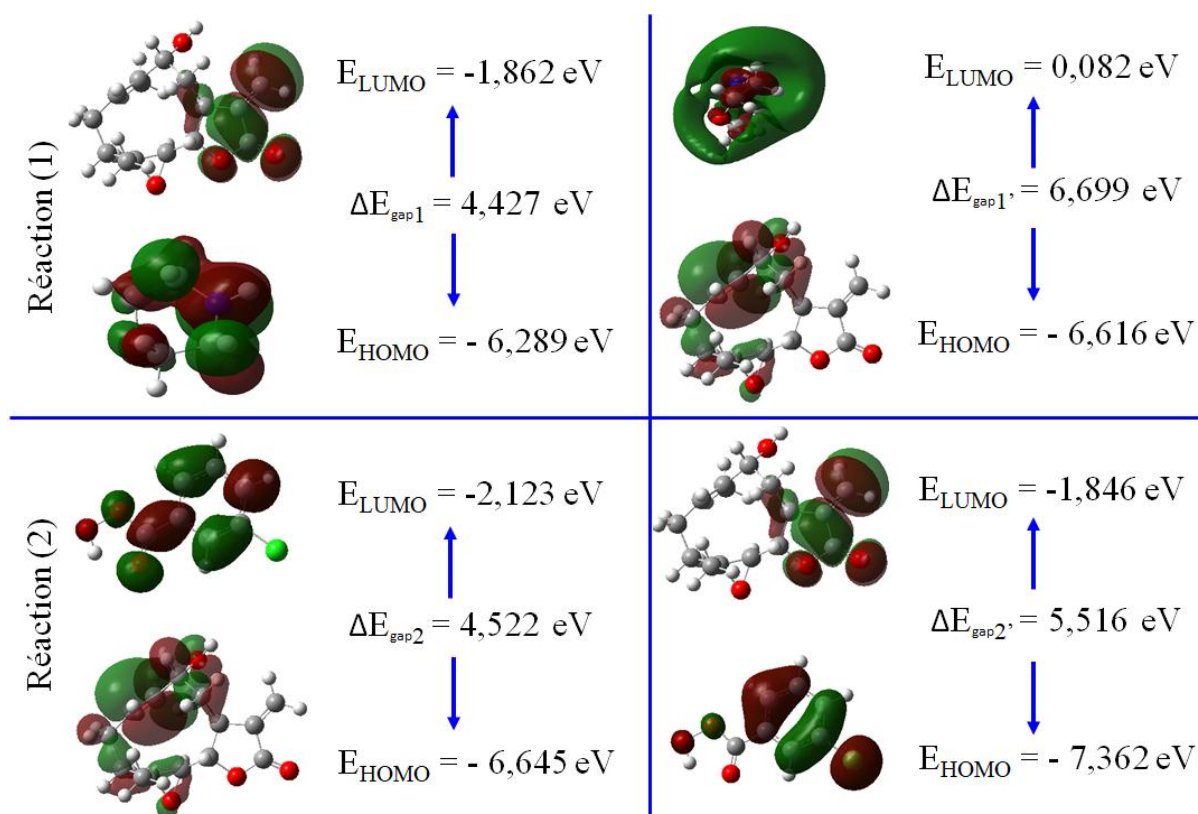 Réaction (1)
E_LUMO = -1,862 eV
ΔE_gap1 = 4,427 eV
E_HOMO = - 6,289 eV
E_LUMO = 0,082 eV
ΔE_gap1' = 6,699 eV
E_HOMO = - 6,616 eV
Réaction (2)
E_LUMO = -2,123 eV
ΔE_gap2 = 4,522 eV
E_HOMO = - 6,645 eV
E_LUMO = -1,846 eV
ΔE_gap2' = 5,516 eV
E_HOMO = - 7,362 eV